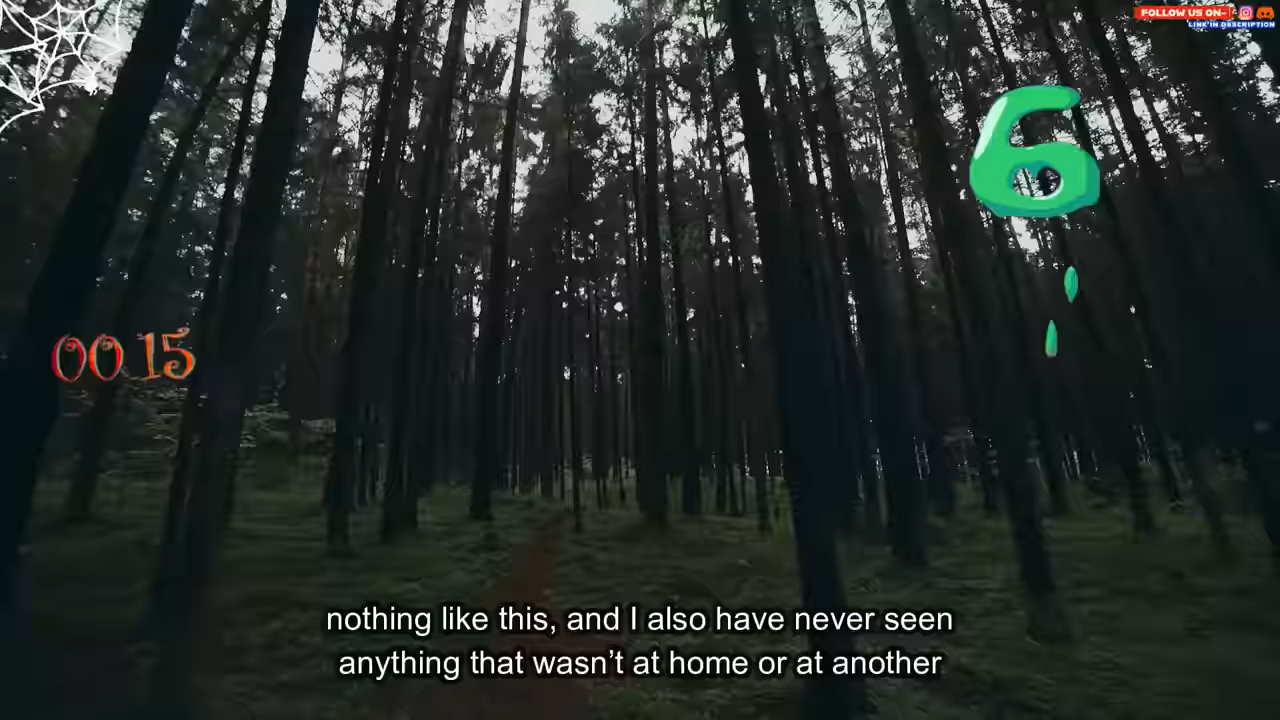 FOLLOW US ON-
LINK IN DESCRIPTION
6
00 15
nothing like this, and I also have never seen
anything that wasn’t at home or at another